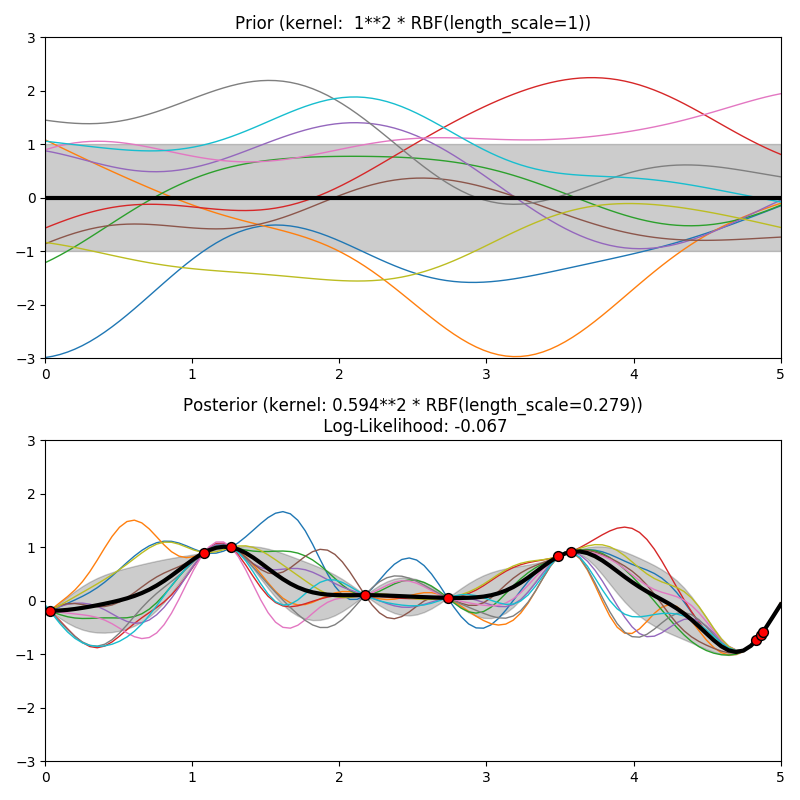 Prior (kernel:  1**2 * RBF(length_scale=1))
3
2
1
0
−1
−2
−3
0 1 2 3 4 5
Posterior (kernel: 0.594**2 * RBF(length_scale=0.279))
Log-Likelihood: -0.067
3
2
1
0
−1
−2
−3
0 1 2 3 4 5